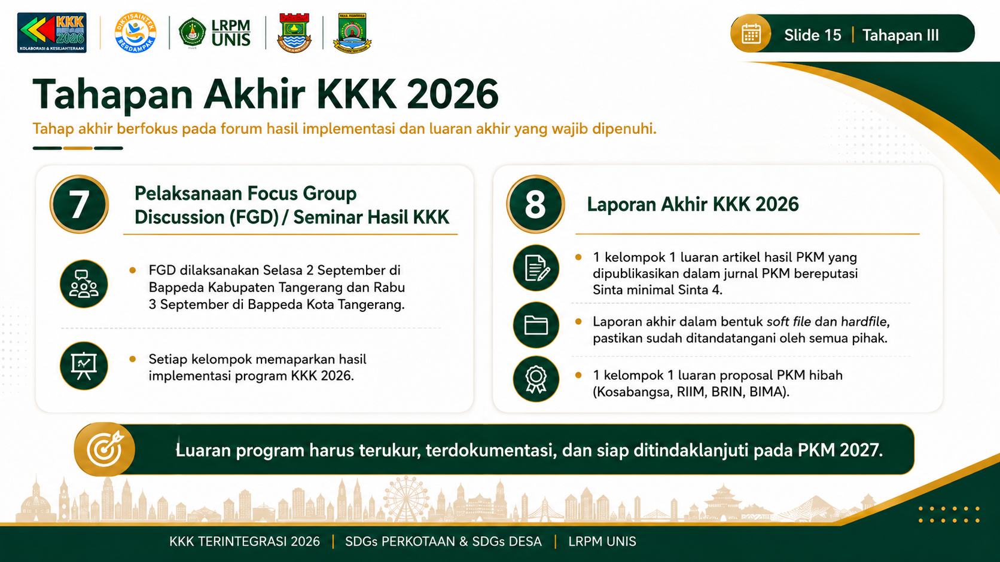 KKK
2026
KOLABORASI & KESEJAHTERAAN
DIKTISAINTEK
BERDAMPAK
LRPM
UNIS
Slide 15 | Tahapan III
Tahapan Akhir KKK 2026
Tahap akhir berfokus pada forum hasil implementasi dan luaran akhir yang wajib dipenuhi.
7
Pelaksanaan Focus Group
Discussion (FGD) / Seminar Hasil KKK
• FGD dilaksanakan Selasa 2 September di
Bappeda Kabupaten Tangerang dan Rabu
3 September di Bappeda Kota Tangerang.
• Setiap kelompok memaparkan hasil
implementasi program KKK 2026.
8
Laporan Akhir KKK 2026
• 1 kelompok 1 luaran artikel hasil PKM yang
dipublikasikan dalam jurnal PKM bereputasi
Sinta minimal Sinta 4.
• Laporan akhir dalam bentuk soft file dan hardfile,
pastikan sudah ditandatangani oleh semua pihak.
• 1 kelompok 1 luaran proposal PKM hibah
(Kosabangsa, RIIM, BRIN, BIMA).
Luaran program harus terukur, terdokumentasi, dan siap ditindaklanjuti pada PKM 2027.
KKK TERINTEGRASI 2026 | SDGs PERKOTAAN & SDGs DESA | LRPM UNIS